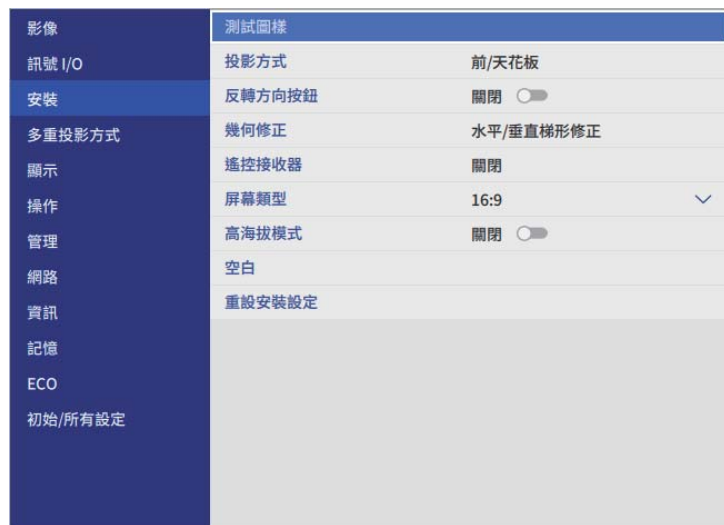 影像
訊號 I/O
安裝
多重投影方式
顯示
操作
管理
網路
資訊
記憶
ECO
初始/所有設定
測試圖樣
投影方式 前/天花板
反轉方向按鈕 關閉
幾何修正 水平/垂直梯形修正
遙控接收器 關閉
屏幕類型 16:9
高海拔模式 關閉
空白
重設安裝設定